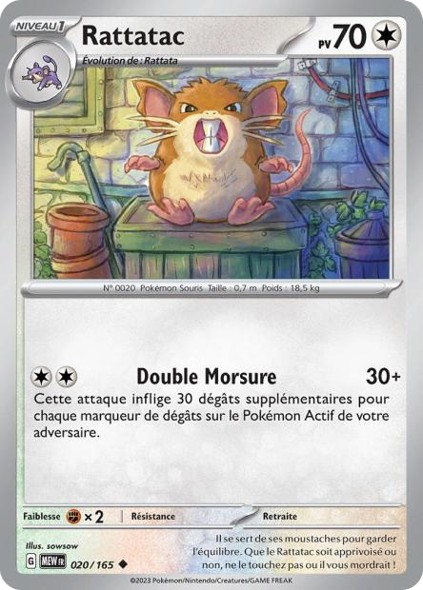 NIVEAU 1
Rattatac
PV 70
Évolution de : Rattata
N° 0020 Pokémon Souris Taille : 0,7 m Poids : 18,5 kg
Double Morsure 30+
Cette attaque inflige 30 dégâts supplémentaires pour
chaque marqueur de dégâts sur le Pokémon Actif de votre
adversaire.
Faiblesse ×2 Résistance Retraite
Illus. sowsow
G MEW FR 020/165
Il se sert de ses moustaches pour garder
l'équilibre. Que le Rattatac soit apprivoisé ou
non, ne le touchez pas ou il vous mordrait !
©2023 Pokémon/Nintendo/Creatures/GAME FREAK